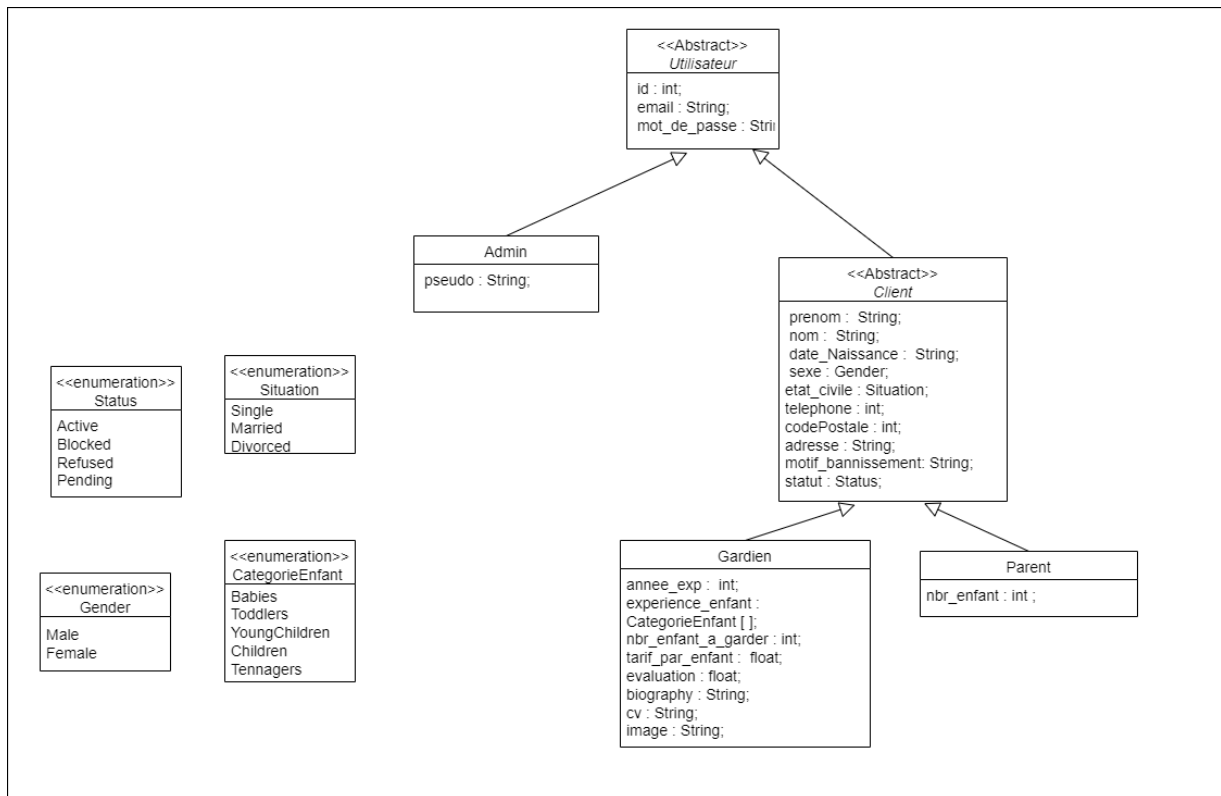 <<Abstract>>
Utilisateur
id : int;
email : String;
mot_de_passe : Stri
Admin
pseudo : String;
<<Abstract>>
Client
prenom : String;
nom : String;
date_Naissance : String;
sexe : Gender;
etat_civile : Situation;
telephone : int;
codePostale : int;
adresse : String;
motif_bannissement: String;
statut : Status;
<<enumeration>>
Status
Active
Blocked
Refused
Pending
<<enumeration>>
Situation
Single
Married
Divorced
<<enumeration>>
Gender
Male
Female
<<enumeration>>
CategorieEnfant
Babies
Toddlers
YoungChildren
Children
Tennagers
Gardien
annee_exp : int;
experience_enfant :
CategorieEnfant [ ];
nbr_enfant_a_garder : int;
tarif_par_enfant : float;
evaluation : float;
biography : String;
cv : String;
image : String;
Parent
nbr_enfant : int ;